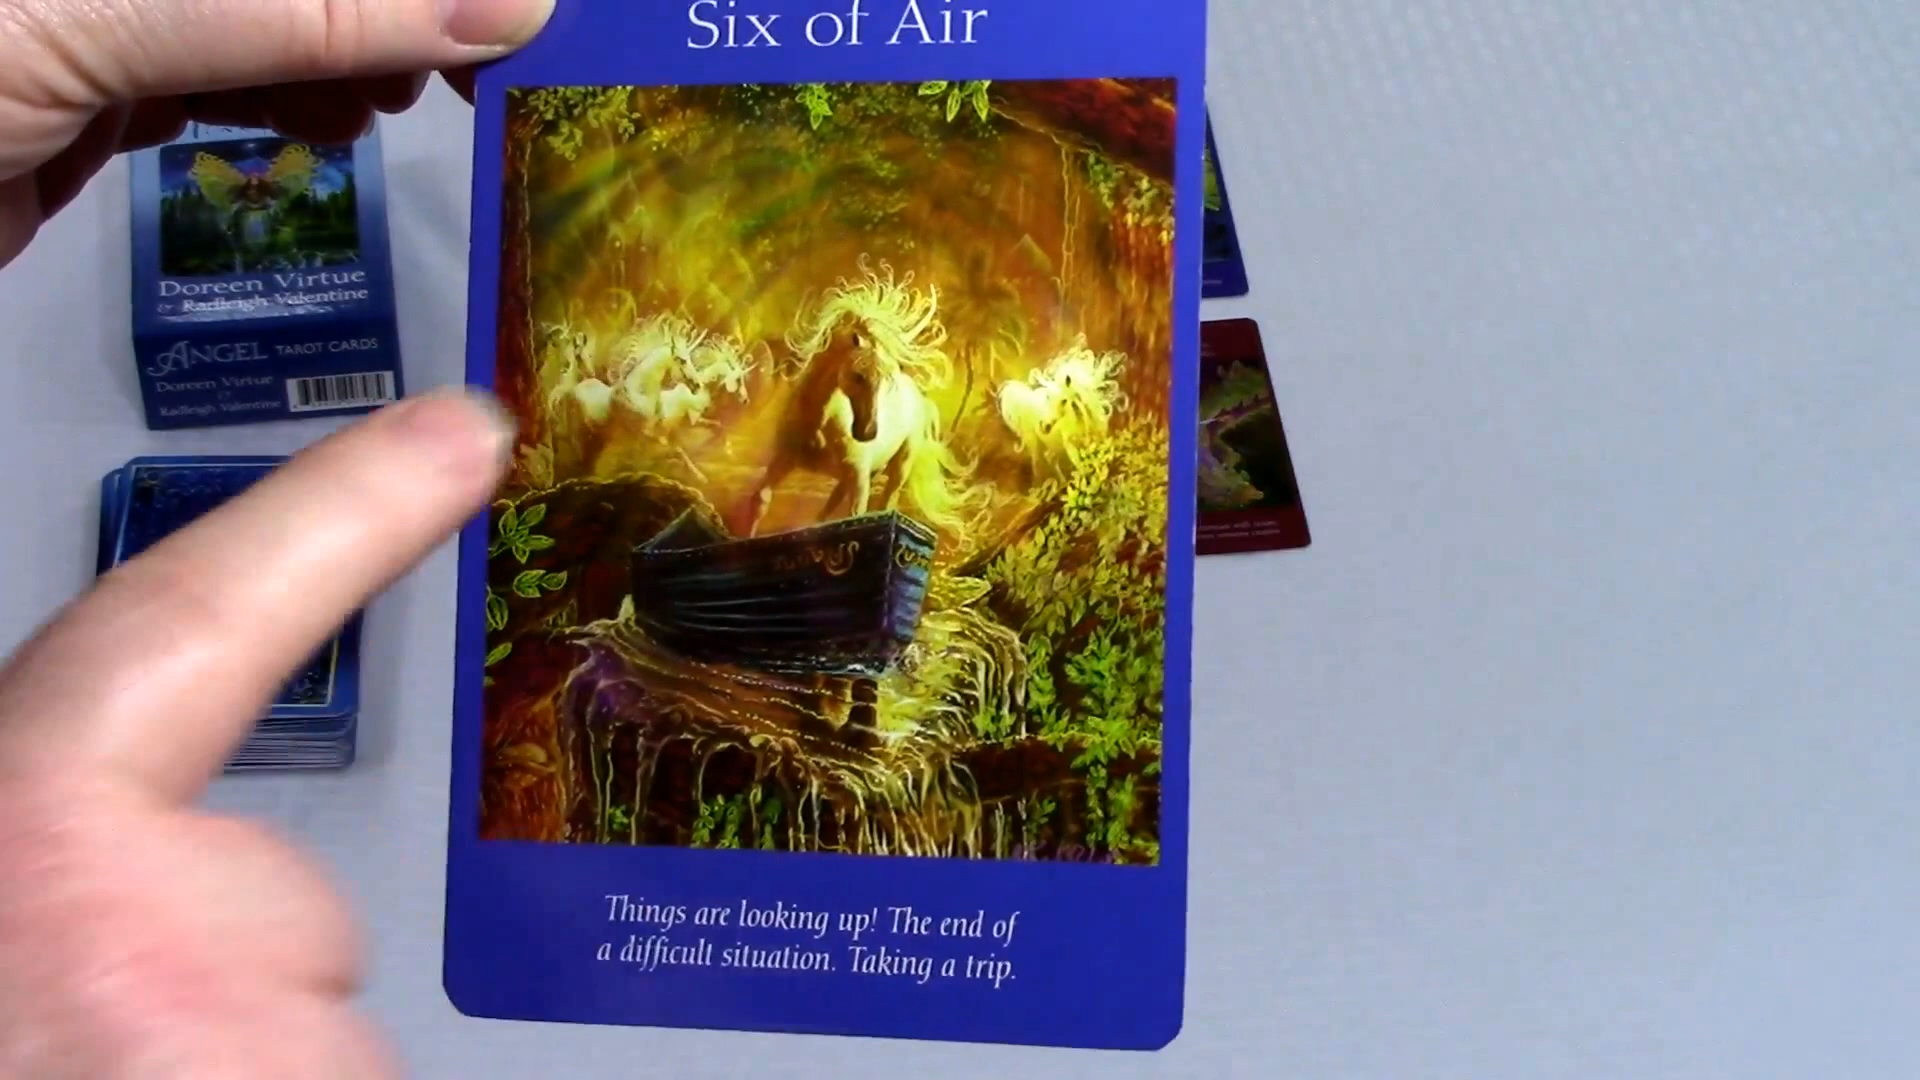 Six of Air
Doreen Virtue
& Radleigh Valentine
ANGEL TAROT CARDS
Doreen Virtue
&
Radleigh Valentine
Things are looking up! The end of
a difficult situation. Taking a trip.